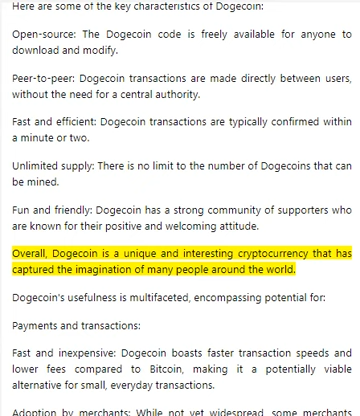 Here are some of the key characteristics of Dogecoin:
Open-source: The Dogecoin code is freely available for anyone to
download and modify.
Peer-to-peer: Dogecoin transactions are made directly between users,
without the need for a central authority.
Fast and efficient: Dogecoin transactions are typically confirmed within
a minute or two.
Unlimited supply: There is no limit to the number of Dogecoins that can
be mined.
Fun and friendly: Dogecoin has a strong community of supporters who
are known for their positive and welcoming attitude.
Overall, Dogecoin is a unique and interesting cryptocurrency that has
captured the imagination of many people around the world.
Dogecoin's usefulness is multifaceted, encompassing potential for:
Payments and transactions:
Fast and inexpensive: Dogecoin boasts faster transaction speeds and
lower fees compared to Bitcoin, making it a potentially viable
alternative for small, everyday transactions.
Adoption by merchants: While not yet widespread, some merchants